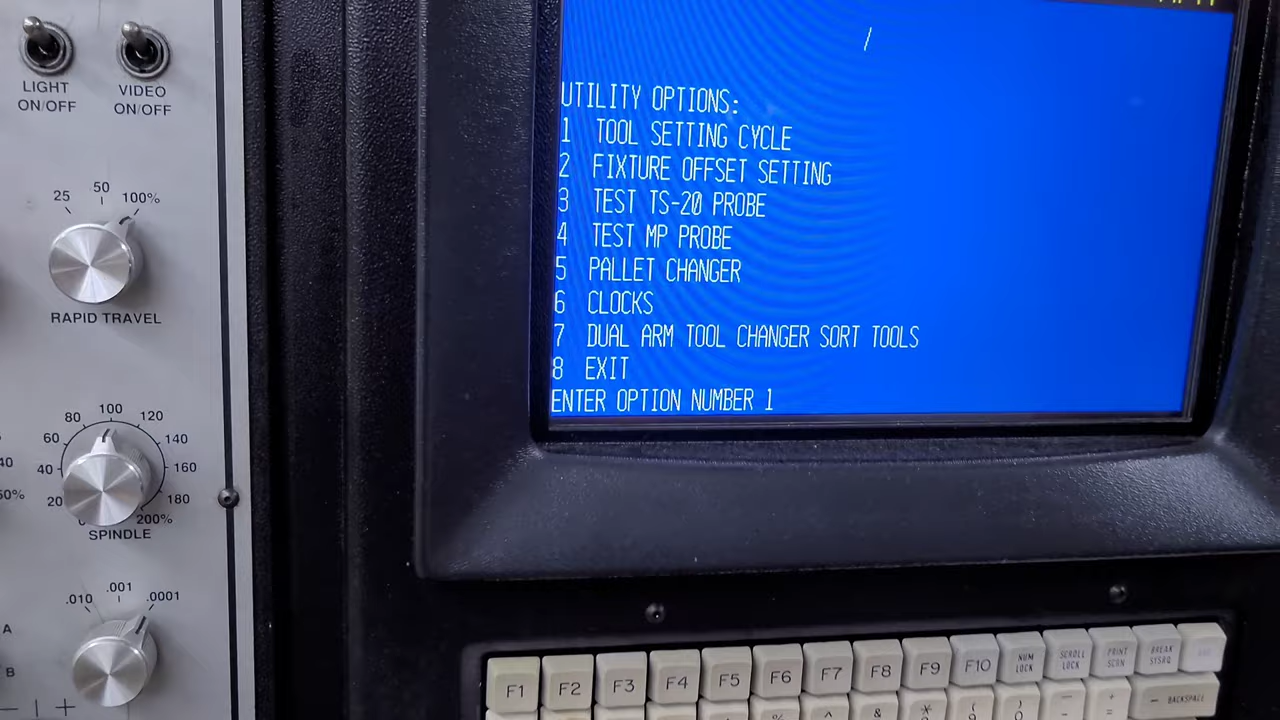 LIGHT
ON/OFF
VIDEO
ON/OFF
25 50 100%
RAPID TRAVEL
20 40 60 80 100 120 140 160 180 200%
SPINDLE
.010 .001 .0001
A
B
40
50%
/
UTILITY OPTIONS:
1 TOOL SETTING CYCLE
2 FIXTURE OFFSET SETTING
3 TEST TS-20 PROBE
4 TEST MP PROBE
5 PALLET CHANGER
6 CLOCKS
7 DUAL ARM TOOL CHANGER SORT TOOLS
8 EXIT
ENTER OPTION NUMBER 1
F1 F2 F3 F4 F5 F6 F7 F8 F9 F10 NUM LOCK SCROLL LOCK PRINT SCRN BREAK SYSRQ
% ^ & * ( ) — - + = — BACKSPACE